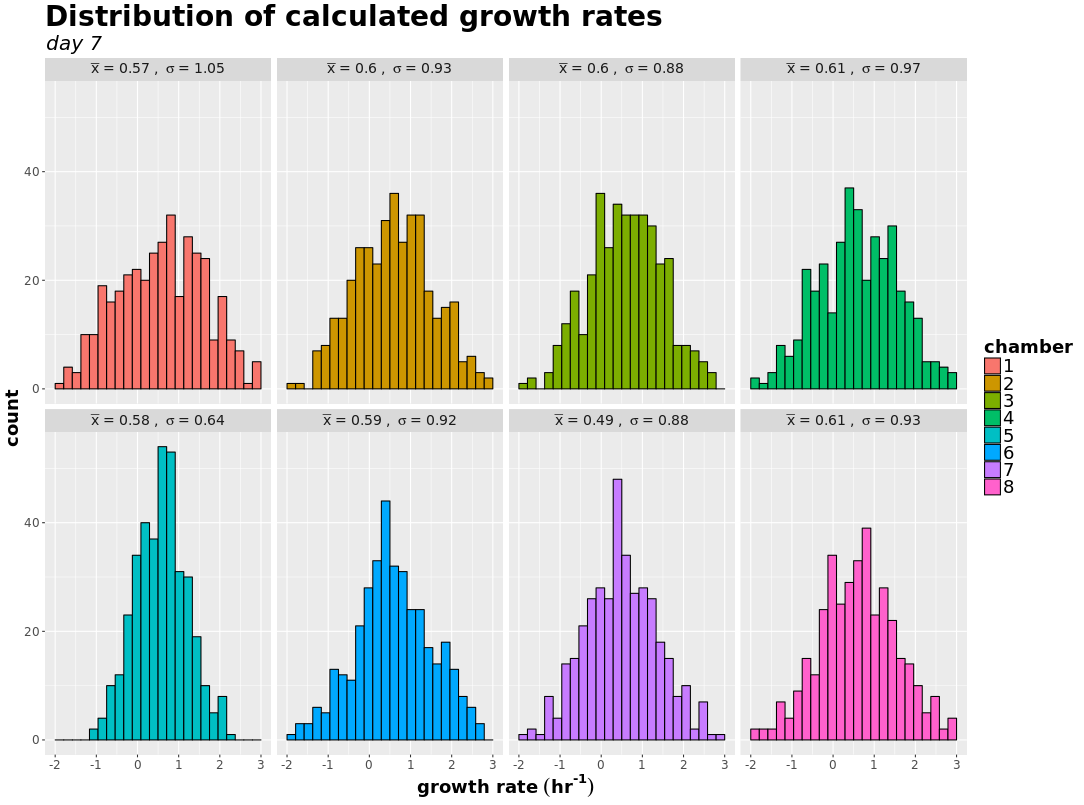 Distribution of calculated growth rates
day 7
x̅ = 0.57 , σ = 1.05
x̅ = 0.6 , σ = 0.93
x̅ = 0.6 , σ = 0.88
x̅ = 0.61 , σ = 0.97
40
20
0
x̅ = 0.58 , σ = 0.64
x̅ = 0.59 , σ = 0.92
x̅ = 0.49 , σ = 0.88
x̅ = 0.61 , σ = 0.93
40
20
0
-2 -1 0 1 2 3
-2 -1 0 1 2 3
-2 -1 0 1 2 3
-2 -1 0 1 2 3
count
growth rate (hr⁻¹)
chamber
1
2
3
4
5
6
7
8